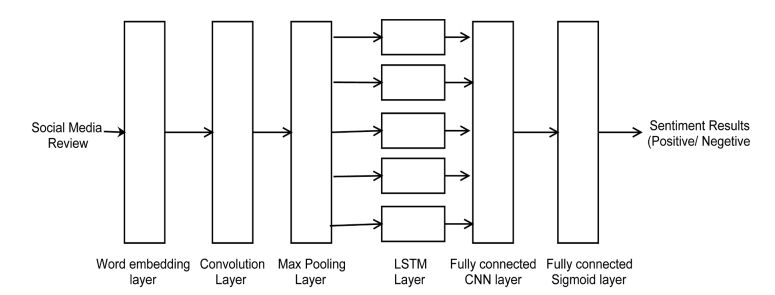 Social Media
Review
Sentiment Results
(Positive/ Negetive
Word embedding
layer
Convolution
Layer
Max Pooling
Layer
LSTM
Layer
Fully connected
CNN layer
Fully connected
Sigmoid layer